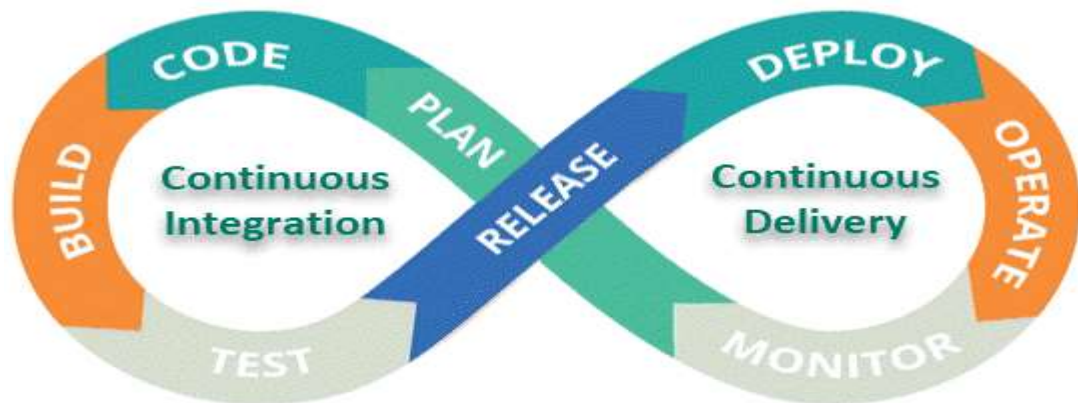 CODE
PLAN
BUILD
Continuous
Integration
TEST
RELEASE
DEPLOY
OPERATE
Continuous
Delivery
MONITOR